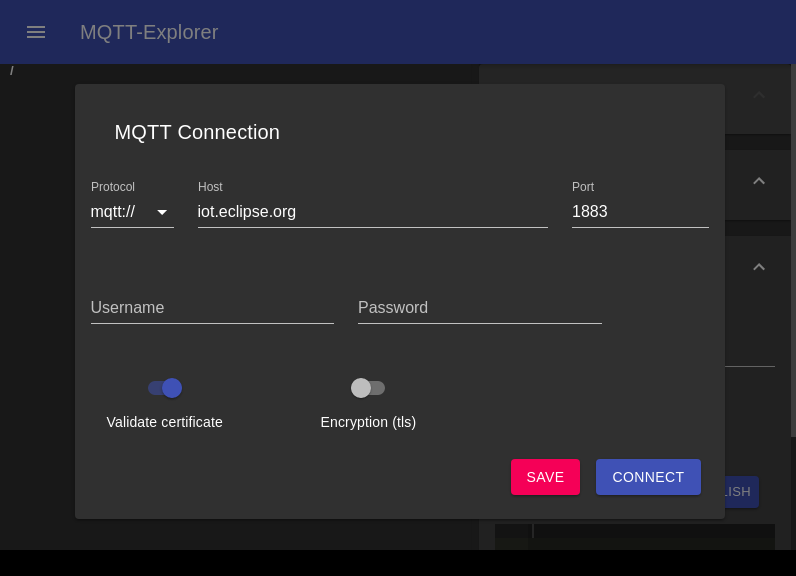 MQTT-Explorer
/
MQTT Connection
Protocol Host Port
mqtt:// iot.eclipse.org 1883
Username Password
Validate certificate Encryption (tls)
SAVE CONNECT
LISH